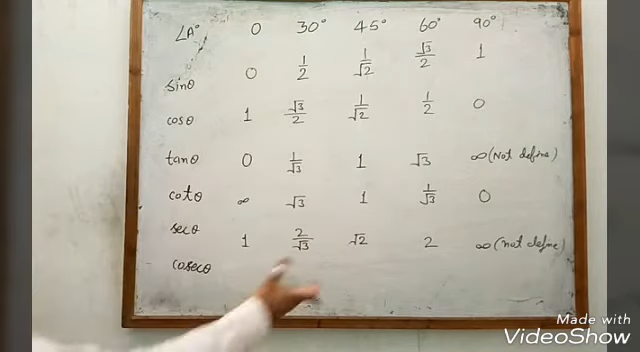 ∠A° 0 30° 45° 60° 90°
sinθ 0 1/2 1/√2 √3/2 1
cosθ 1 √3/2 1/√2 1/2 0
tanθ 0 1/√3 1 √3 ∞(Not define)
cotθ ∞ √3 1 1/√3 0
secθ 1 2/√3 √2 2 ∞(not define)
cosecθ
Made with
VideoShow